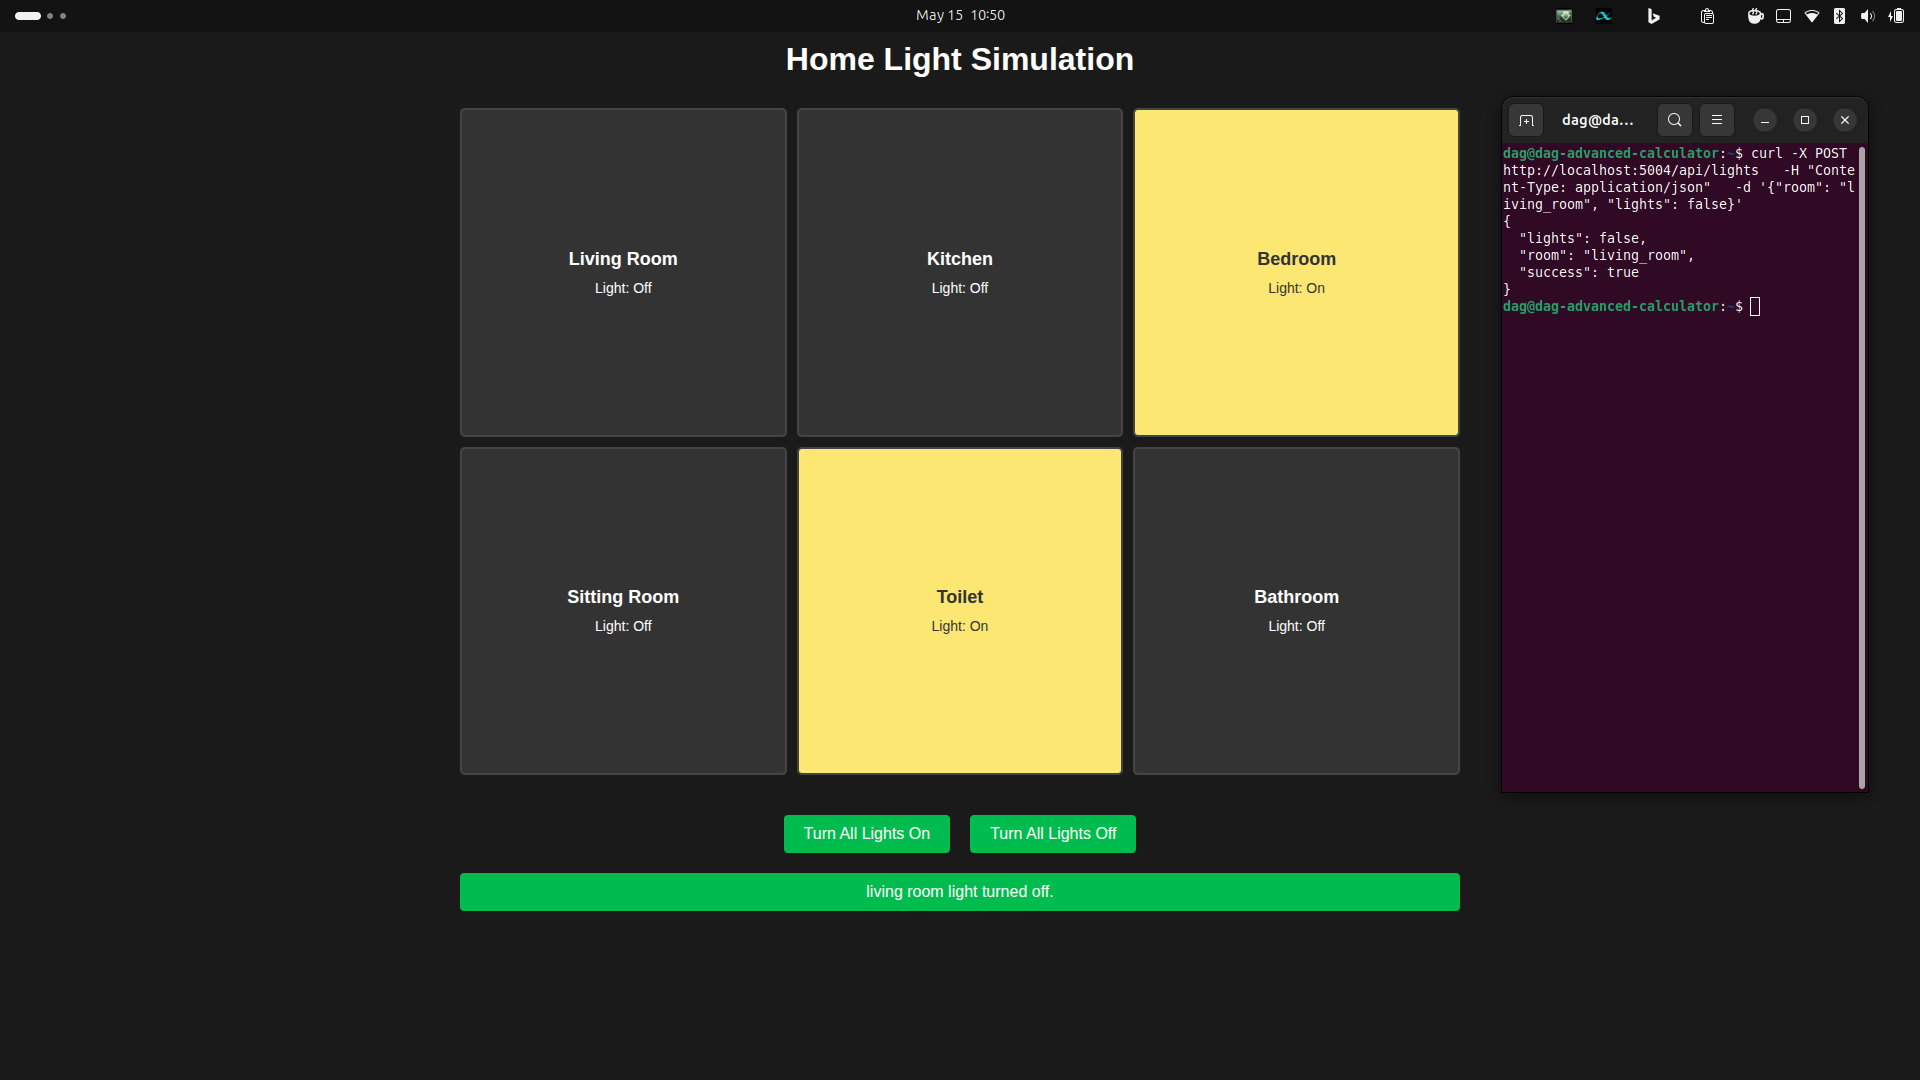 May 15 10:50
Home Light Simulation
Living Room
Light: Off
Kitchen
Light: Off
Bedroom
Light: On
Sitting Room
Light: Off
Toilet
Light: On
Bathroom
Light: Off
Turn All Lights On
Turn All Lights Off
living room light turned off.
dag@da...
dag@dag-advanced-calculator:~$ curl -X POST
http://localhost:5004/api/lights   -H "Conte
nt-Type: application/json"   -d '{"room": "l
iving_room", "lights": false}'
{
  "lights": false,
  "room": "living_room",
  "success": true
}
dag@dag-advanced-calculator:~$